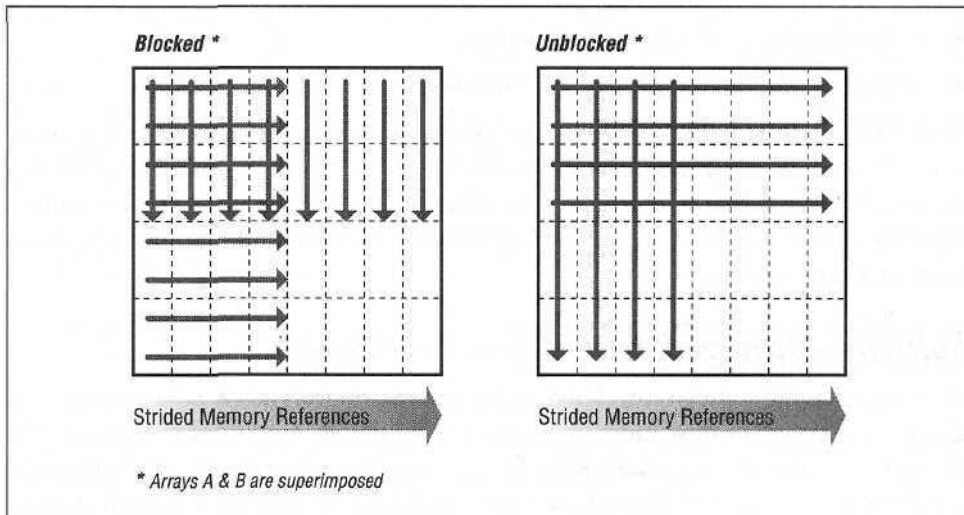 Blocked *
Unblocked *
Strided Memory References
Strided Memory References
* Arrays A & B are superimposed